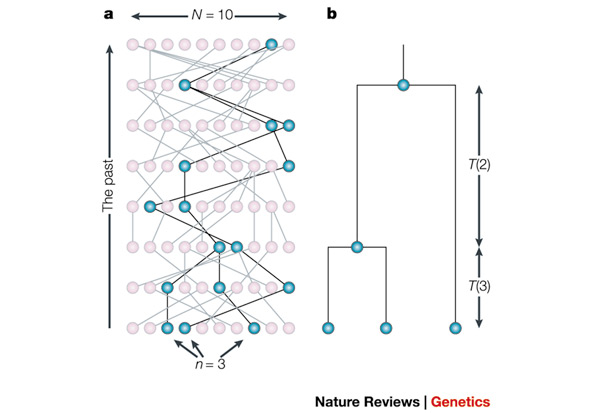 a
N = 10
b
The past
T(2)
T(3)
n = 3
Nature Reviews | Genetics